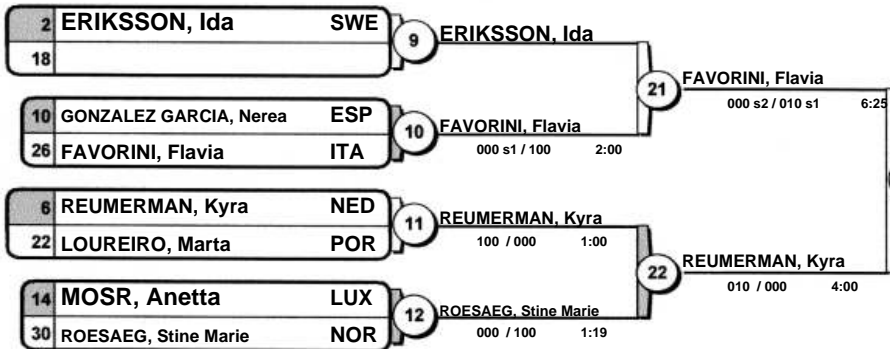 2 ERIKSSON, Ida SWE
18
9 ERIKSSON, Ida
10 GONZALEZ GARCIA, Nerea ESP
26 FAVORINI, Flavia ITA
10 FAVORINI, Flavia
000 s1 / 100 2:00
21 FAVORINI, Flavia
000 s2 / 010 s1 6:25
6 REUMERMAN, Kyra NED
22 LOUREIRO, Marta POR
11 REUMERMAN, Kyra
100 / 000 1:00
14 MOSR, Anetta LUX
30 ROESAEG, Stine Marie NOR
12 ROESAEG, Stine Marie
000 / 100 1:19
22 REUMERMAN, Kyra
010 / 000 4:00